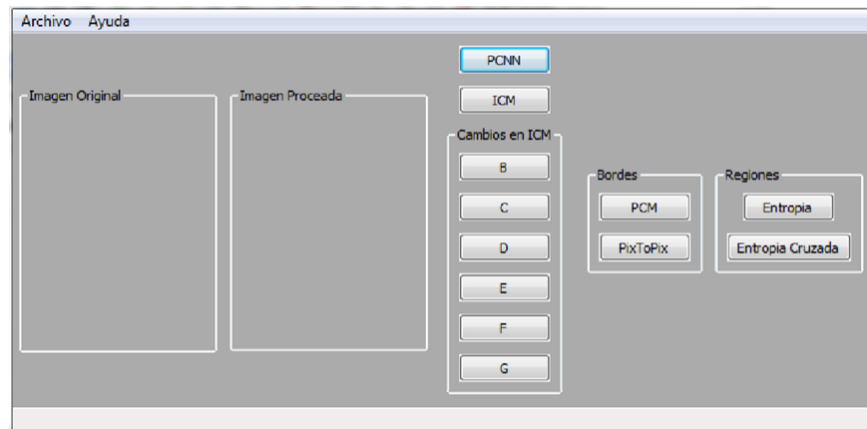 Archivo Ayuda
PCNN
ICM
Imagen Original
Imagen Proceada
Cambios en ICM
B
C
D
E
F
G
Bordes
PCM
PixToPix
Regiones
Entropia
Entropia Cruzada